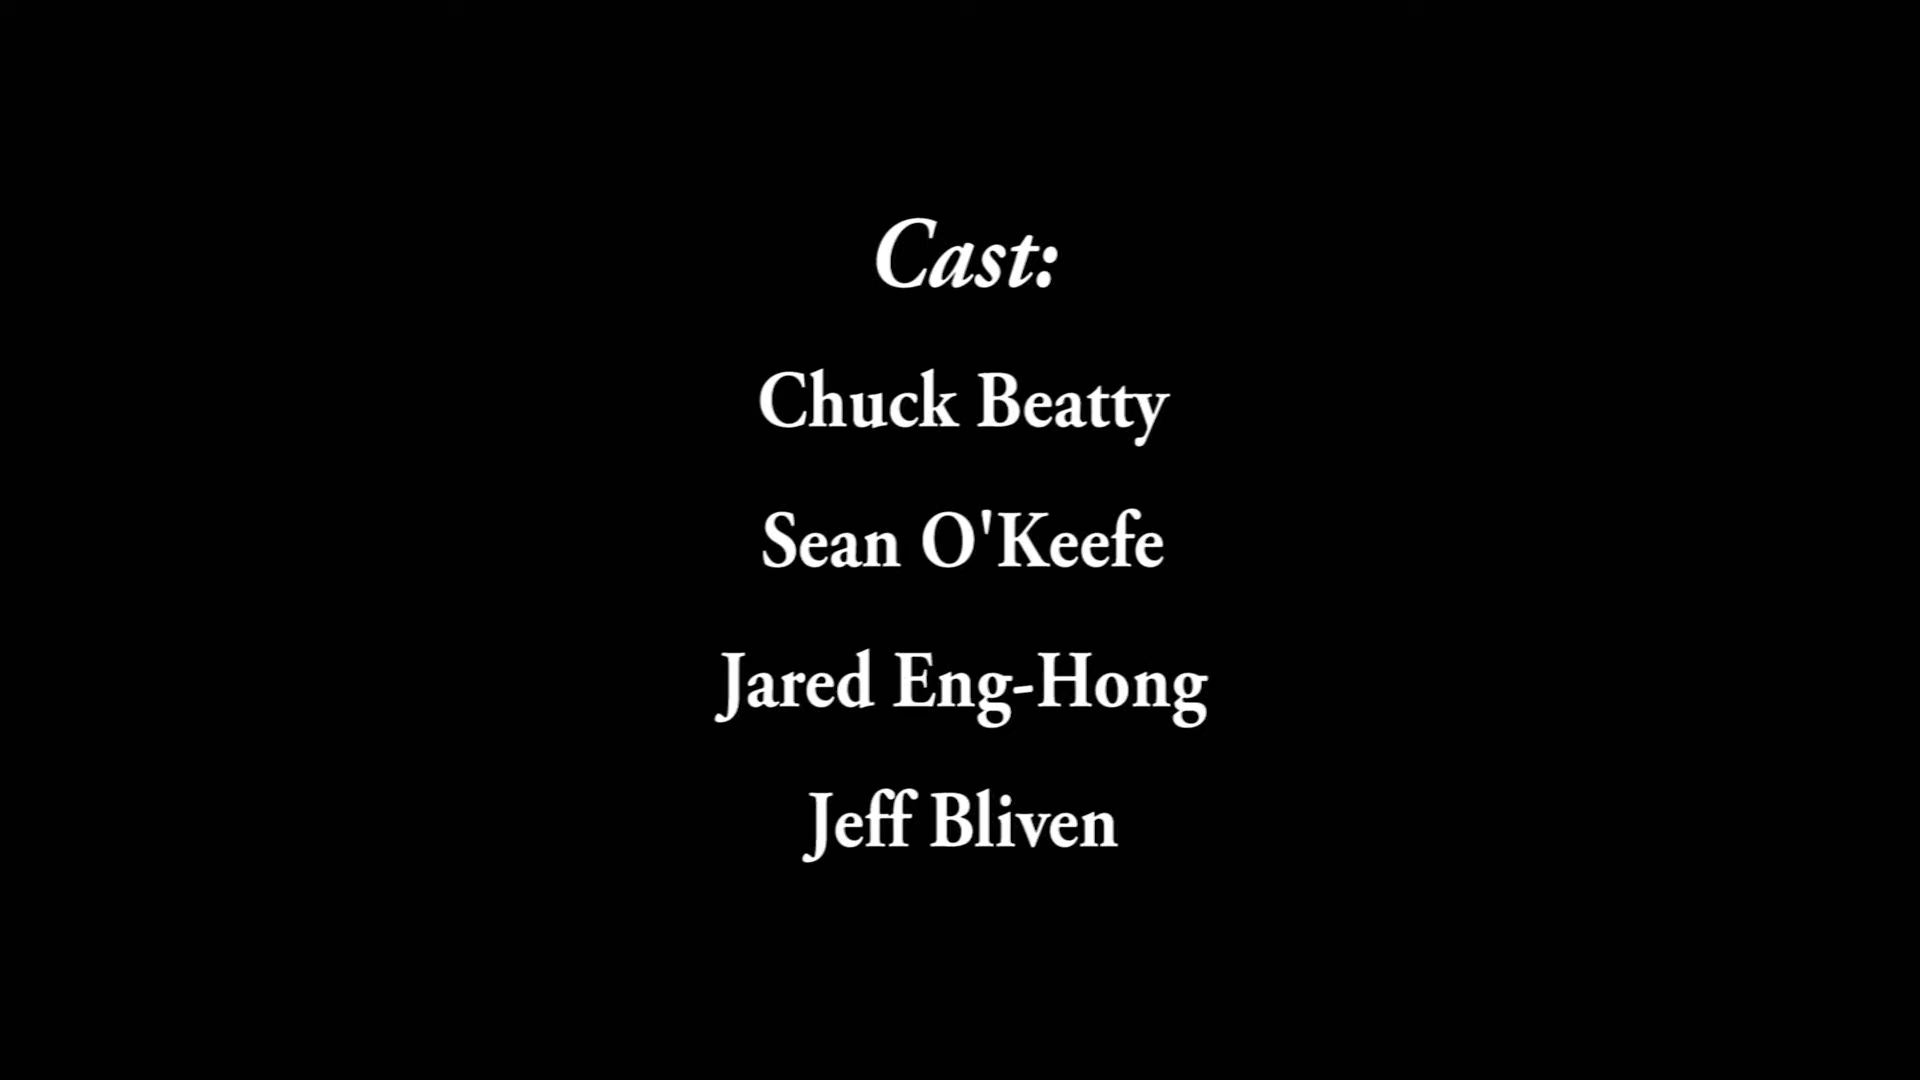 Cast:
Chuck Beatty
Sean O'Keefe
Jared Eng-Hong
Jeff Bliven